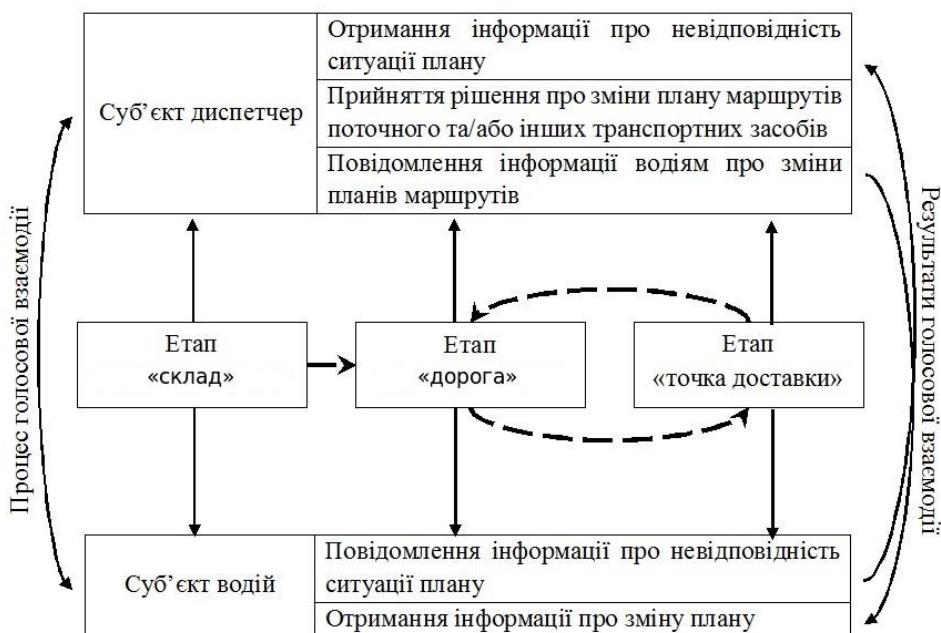 Отримання інформації про невідповідність
ситуації плану
Суб’єкт диспетчер
Прийняття рішення про зміни плану маршрутів
поточного та/або інших транспортних засобів
Повідомлення інформації водіям про зміни
планів маршрутів
Процес голосової взаємодії
Результати голосової взаємодії
Етап
«склад»
Етап
«дорога»
Етап
«точка доставки»
Суб’єкт водій
Повідомлення інформації про невідповідність
ситуації плану
Отримання інформації про зміну плану